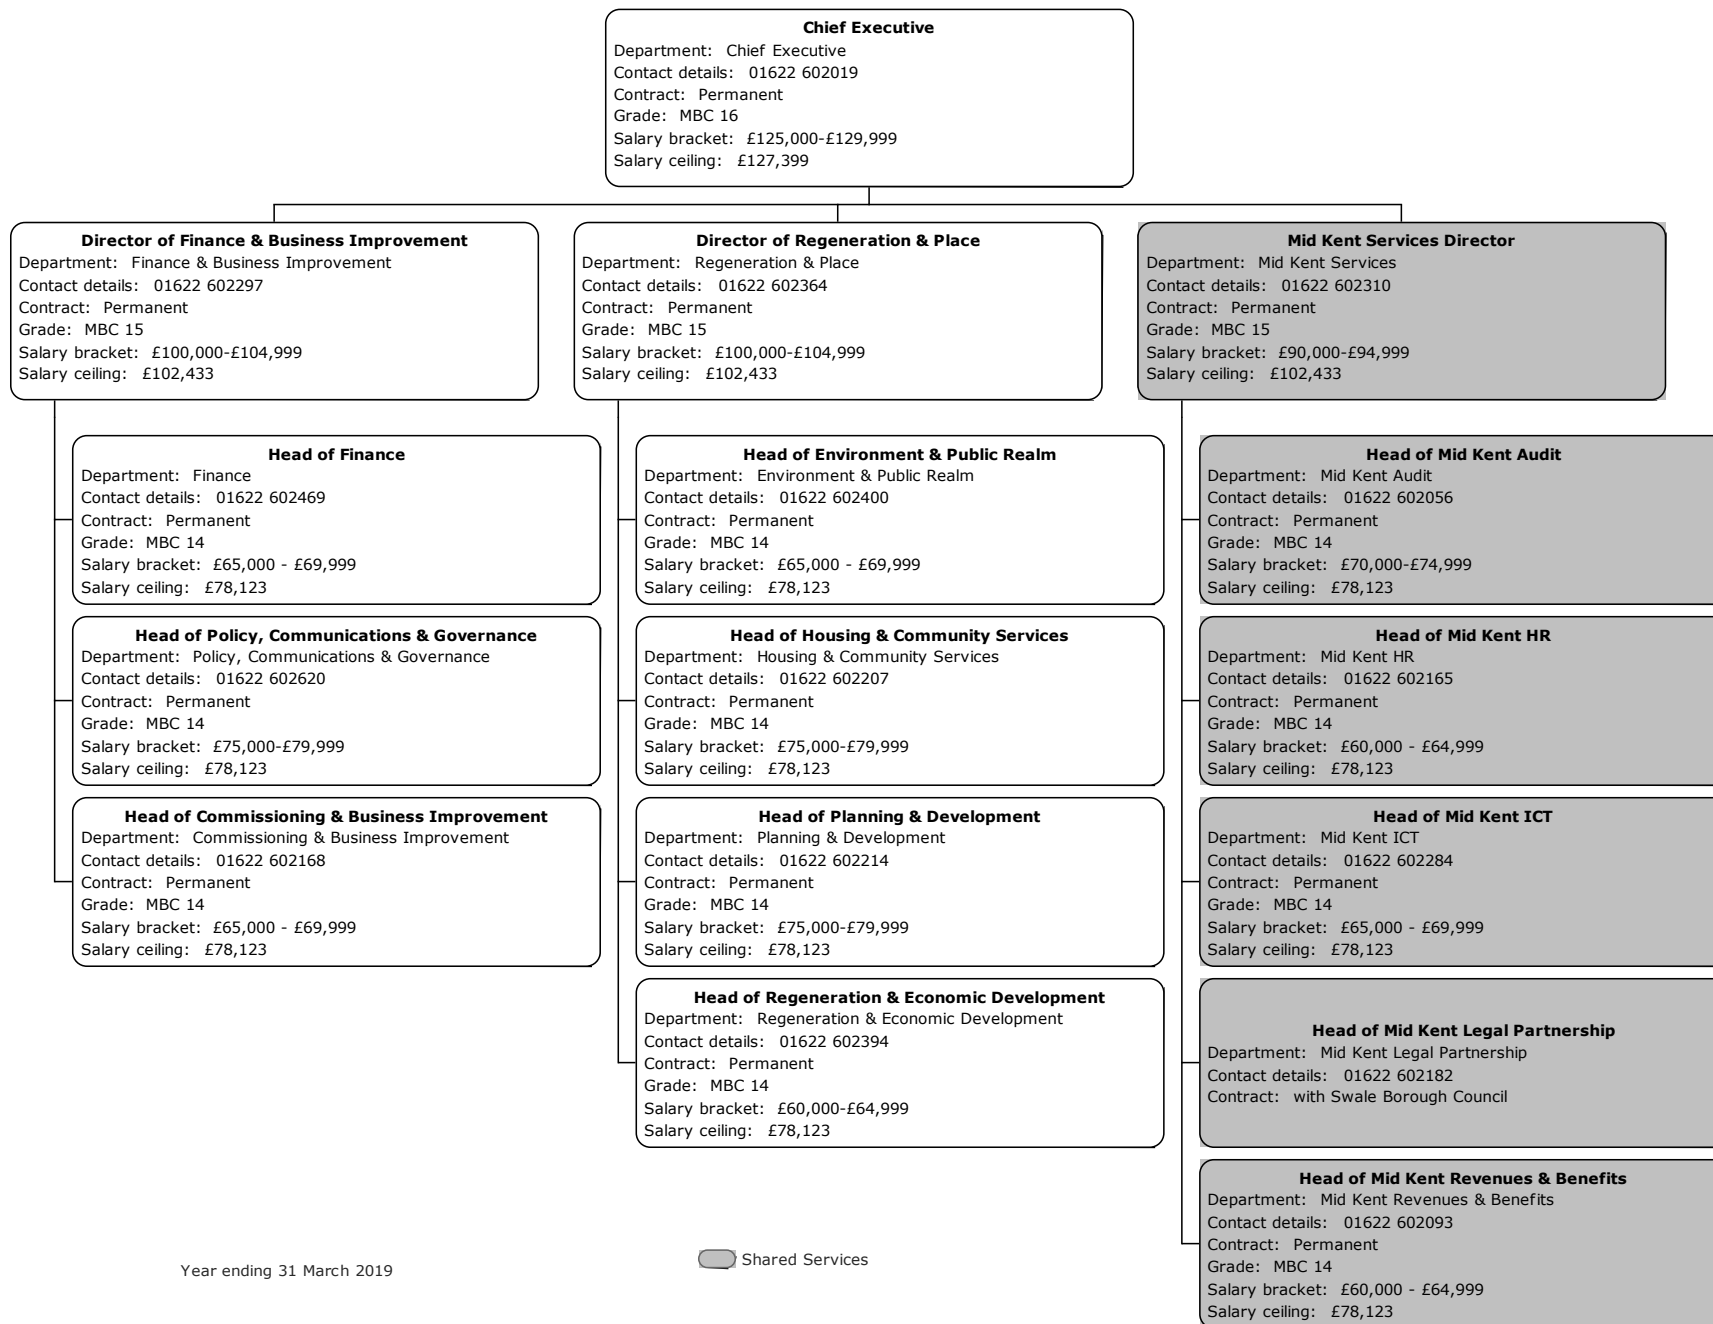 Chief Executive
Department: Chief Executive
Contact details: 01622 602019
Contract: Permanent
Grade: MBC 16
Salary bracket: £125,000-£129,999
Salary ceiling: £127,399
Director of Finance & Business Improvement
Department: Finance & Business Improvement
Contact details: 01622 602297
Contract: Permanent
Grade: MBC 15
Salary bracket: £100,000-£104,999
Salary ceiling: £102,433
Director of Regeneration & Place
Department: Regeneration & Place
Contact details: 01622 602364
Contract: Permanent
Grade: MBC 15
Salary bracket: £100,000-£104,999
Salary ceiling: £102,433
Mid Kent Services Director
Department: Mid Kent Services
Contact details: 01622 602310
Contract: Permanent
Grade: MBC 15
Salary bracket: £90,000-£94,999
Salary ceiling: £102,433
Head of Finance
Department: Finance
Contact details: 01622 602469
Contract: Permanent
Grade: MBC 14
Salary bracket: £65,000 - £69,999
Salary ceiling: £78,123
Head of Policy, Communications & Governance
Department: Policy, Communications & Governance
Contact details: 01622 602620
Contract: Permanent
Grade: MBC 14
Salary bracket: £75,000-£79,999
Salary ceiling: £78,123
Head of Commissioning & Business Improvement
Department: Commissioning & Business Improvement
Contact details: 01622 602168
Contract: Permanent
Grade: MBC 14
Salary bracket: £65,000 - £69,999
Salary ceiling: £78,123
Head of Environment & Public Realm
Department: Environment & Public Realm
Contact details: 01622 602400
Contract: Permanent
Grade: MBC 14
Salary bracket: £65,000 - £69,999
Salary ceiling: £78,123
Head of Housing & Community Services
Department: Housing & Community Services
Contact details: 01622 602207
Contract: Permanent
Grade: MBC 14
Salary bracket: £75,000-£79,999
Salary ceiling: £78,123
Head of Planning & Development
Department: Planning & Development
Contact details: 01622 602214
Contract: Permanent
Grade: MBC 14
Salary bracket: £75,000-£79,999
Salary ceiling: £78,123
Head of Regeneration & Economic Development
Department: Regeneration & Economic Development
Contact details: 01622 602394
Contract: Permanent
Grade: MBC 14
Salary bracket: £60,000-£64,999
Salary ceiling: £78,123
Head of Mid Kent Audit
Department: Mid Kent Audit
Contact details: 01622 602056
Contract: Permanent
Grade: MBC 14
Salary bracket: £70,000-£74,999
Salary ceiling: £78,123
Head of Mid Kent HR
Department: Mid Kent HR
Contact details: 01622 602165
Contract: Permanent
Grade: MBC 14
Salary bracket: £60,000 - £64,999
Salary ceiling: £78,123
Head of Mid Kent ICT
Department: Mid Kent ICT
Contact details: 01622 602284
Contract: Permanent
Grade: MBC 14
Salary bracket: £65,000 - £69,999
Salary ceiling: £78,123
Head of Mid Kent Legal Partnership
Department: Mid Kent Legal Partnership
Contact details: 01622 602182
Contract: with Swale Borough Council
Head of Mid Kent Revenues & Benefits
Department: Mid Kent Revenues & Benefits
Contact details: 01622 602093
Contract: Permanent
Grade: MBC 14
Salary bracket: £60,000 - £64,999
Salary ceiling: £78,123
Shared Services
Year ending 31 March 2019